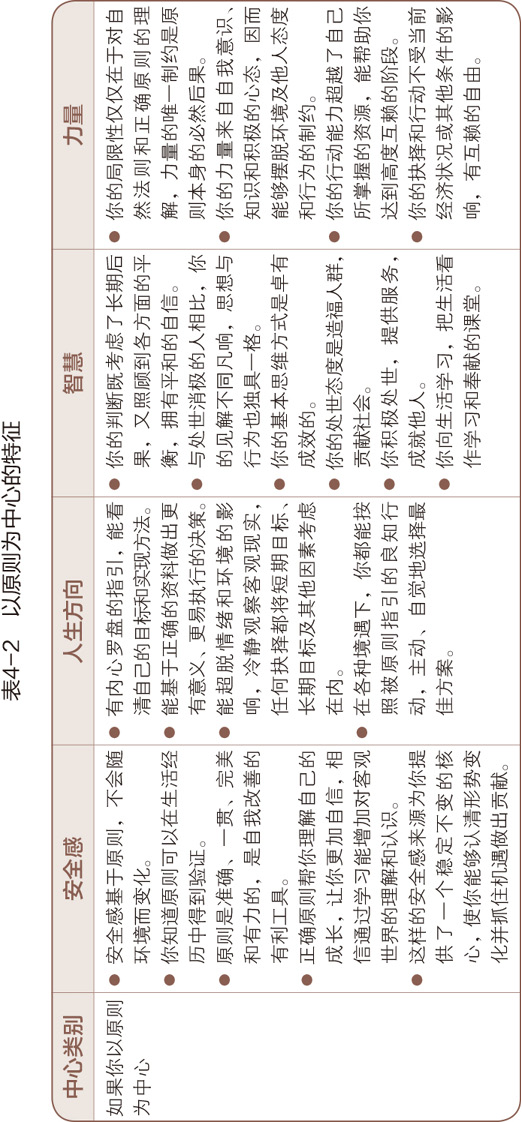 表4-2 以原则为中心的特征
中心类别
安全感
人生方向
智慧
力量
如果你以原则
为中心
● 安全感基于原则，不会随
环境而变化。
● 你知道原则可以在生活经
历中得到验证。
● 原则是准确、一贯、完美
和有力的，是自我改善的
有利工具。
● 正确原则帮你理解自己的
成长，让你更加自信，相
信通过学习能增加对客观
世界的理解和认识。
● 这样的安全感来源为你提
供了一个稳定不变的核
心，使你能够认清形势变
化并抓住机遇做出贡献。
● 有内心罗盘的指引，能看
清自己的目标和实现方法。
● 能基于正确的资料做出更
有意义、更易执行的决策。
● 能超脱情绪和环境的影
响，冷静观察客观现实，
任何抉择都将短期目标、
长期目标及其他因素考虑
在内。
● 在各种境遇下，你都能按
照被原则指引的良知行
动，主动、自觉地选择最
佳方案。
● 你的判断既考虑了长期后
果，又照顾到各方面的平
衡，拥有平和的自信。
● 与处世消极的人相比，你
的见解不同凡响，思想与
行为也独具一格。
● 你的基本思维方式是卓有
成效的。
● 你的处世态度是造福人群，
贡献社会。
● 你积极处世，提供服务，
成就他人。
● 你向生活学习，把生活看
作学习和奉献的课堂。
● 你的局限性仅仅在于对自
然法则和正确原则的理
解，力量的唯一制约是原
则本身的必然后果。
● 你的力量来自自我意识、
知识和积极的心态，因而
能够摆脱环境及他人态度
和行为的制约。
● 你的行动能力超越了自己
所掌握的资源，能帮助你
达到高度互赖的阶段。
● 你的抉择和行动不受当前
经济状况或其他条件的影
响，有互赖的自由。